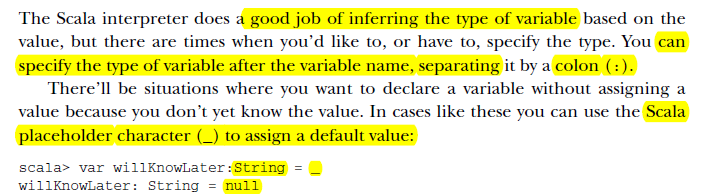 The Scala interpreter does a good job of inferring the type of variable based on the
value, but there are times when you'd like to, or have to, specify the type. You can
specify the type of variable after the variable name, separating it by a colon (:).
There'll be situations where you want to declare a variable without assigning a
value because you don't yet know the value. In cases like these you can use the Scala
placeholder character (_) to assign a default value:
scala> var willKnowLater:String = _
willKnowLater: String = null